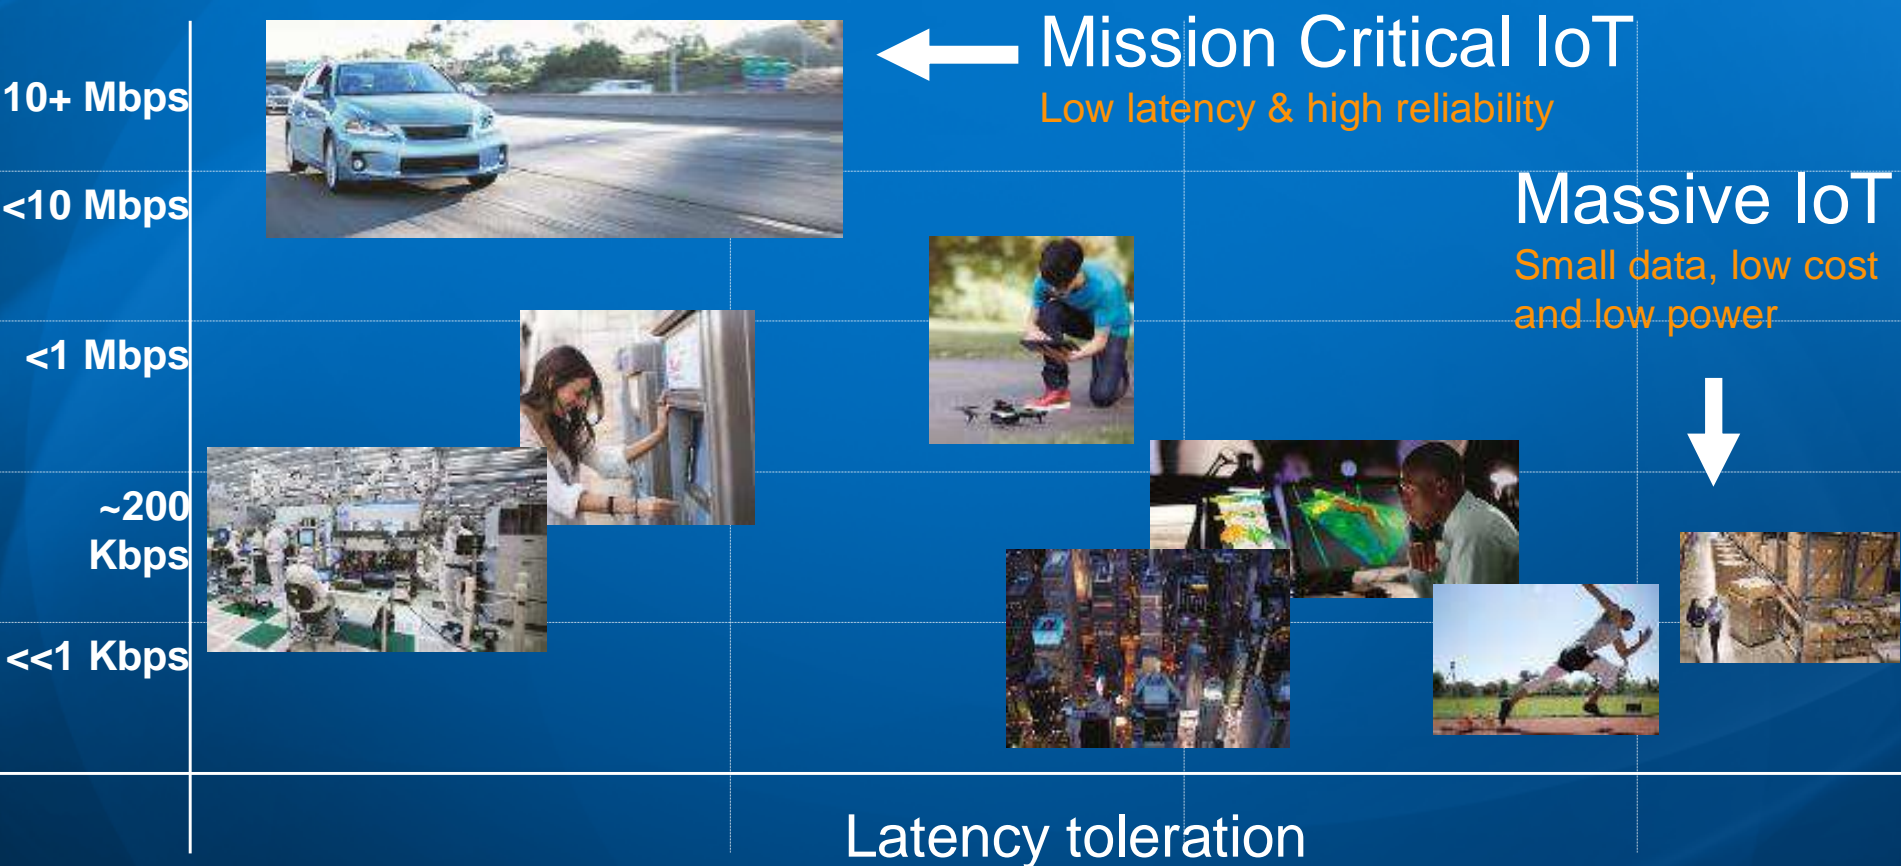 Mission Critical IoT
Low latency & high reliability
10+ Mbps
<10 Mbps
Massive IoT
Small data, low cost
and low power
<1 Mbps
~200
Kbps
<<1 Kbps
Latency toleration